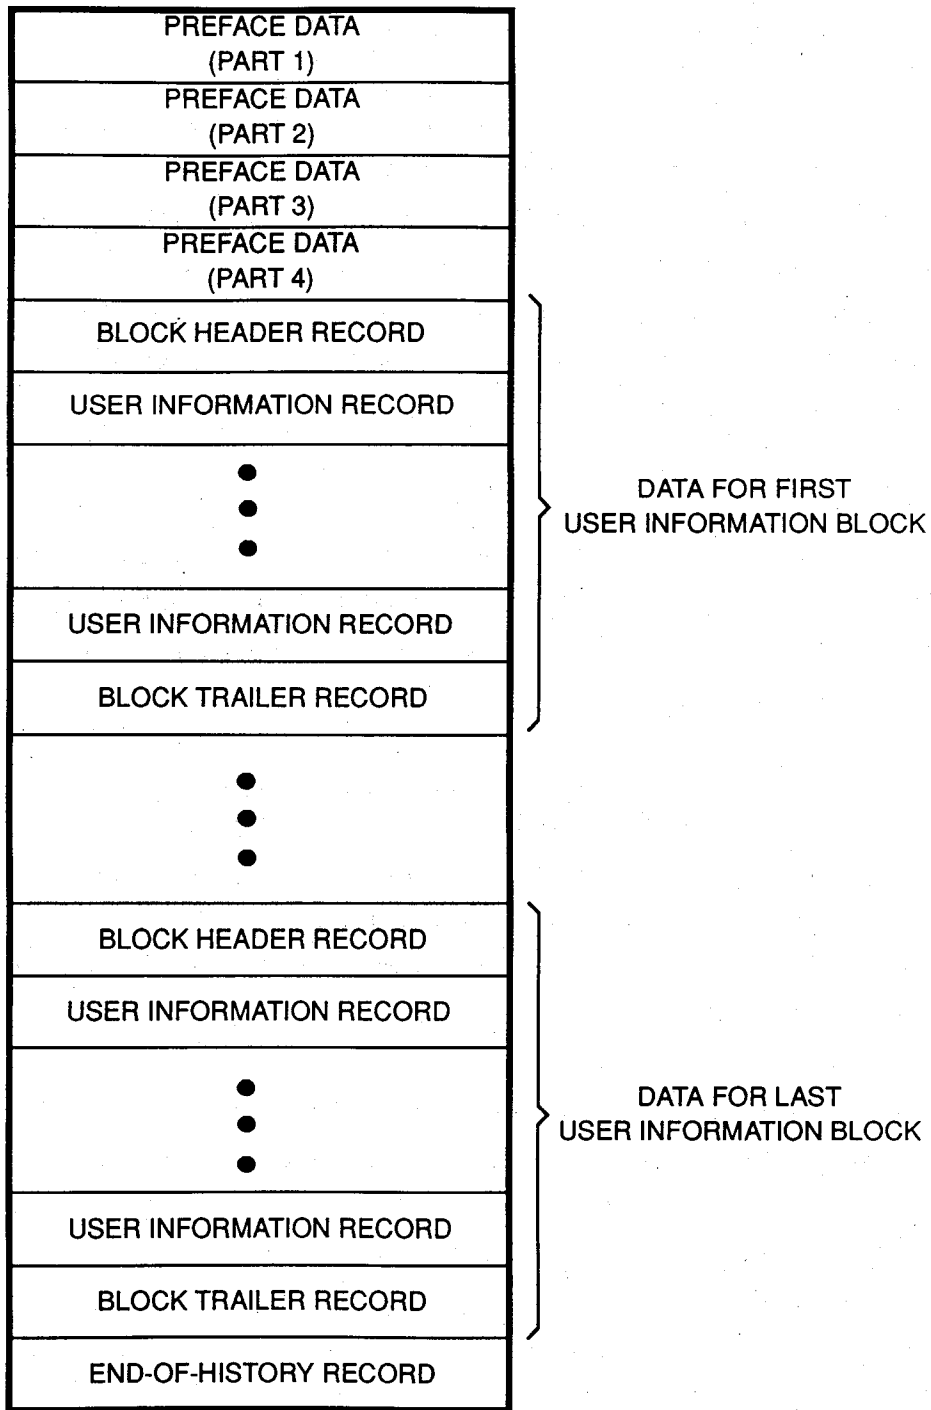 PREFACE DATA
(PART 1)
PREFACE DATA
(PART 2)
PREFACE DATA
(PART 3)
PREFACE DATA
(PART 4)
BLOCK HEADER RECORD
USER INFORMATION RECORD
DATA FOR FIRST
USER INFORMATION BLOCK
USER INFORMATION RECORD
BLOCK TRAILER RECORD
BLOCK HEADER RECORD
USER INFORMATION RECORD
DATA FOR LAST
USER INFORMATION BLOCK
USER INFORMATION RECORD
BLOCK TRAILER RECORD
END-OF-HISTORY RECORD